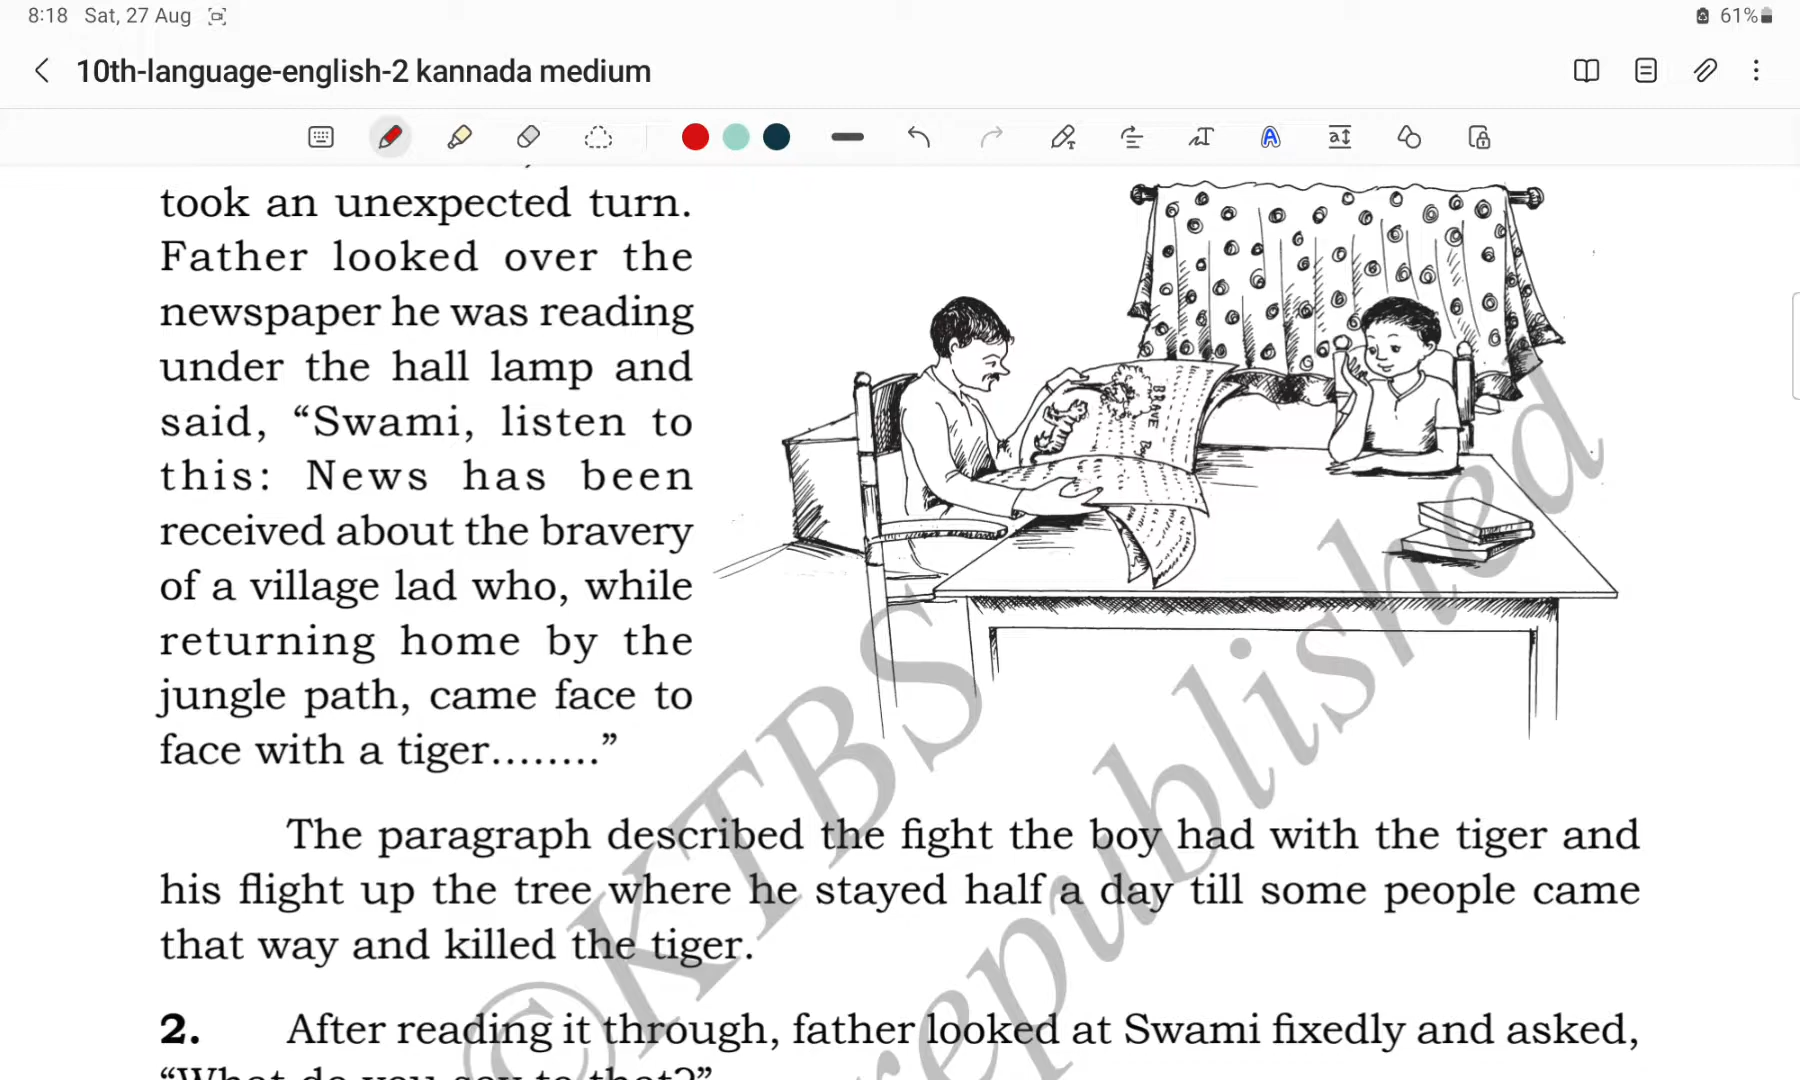 8:18 Sat, 27 Aug
61%
10th-language-english-2 kannada medium
took an unexpected turn.
Father looked over the
newspaper he was reading
under the hall lamp and
said, “Swami, listen to
this: News has been
received about the bravery
of a village lad who, while
returning home by the
jungle path, came face to
face with a tiger........”
BRAVE
The paragraph described the fight the boy had with the tiger and
his flight up the tree where he stayed half a day till some people came
that way and killed the tiger.
2. After reading it through, father looked at Swami fixedly and asked,
“What do you say to that?”
©KTBS
republished